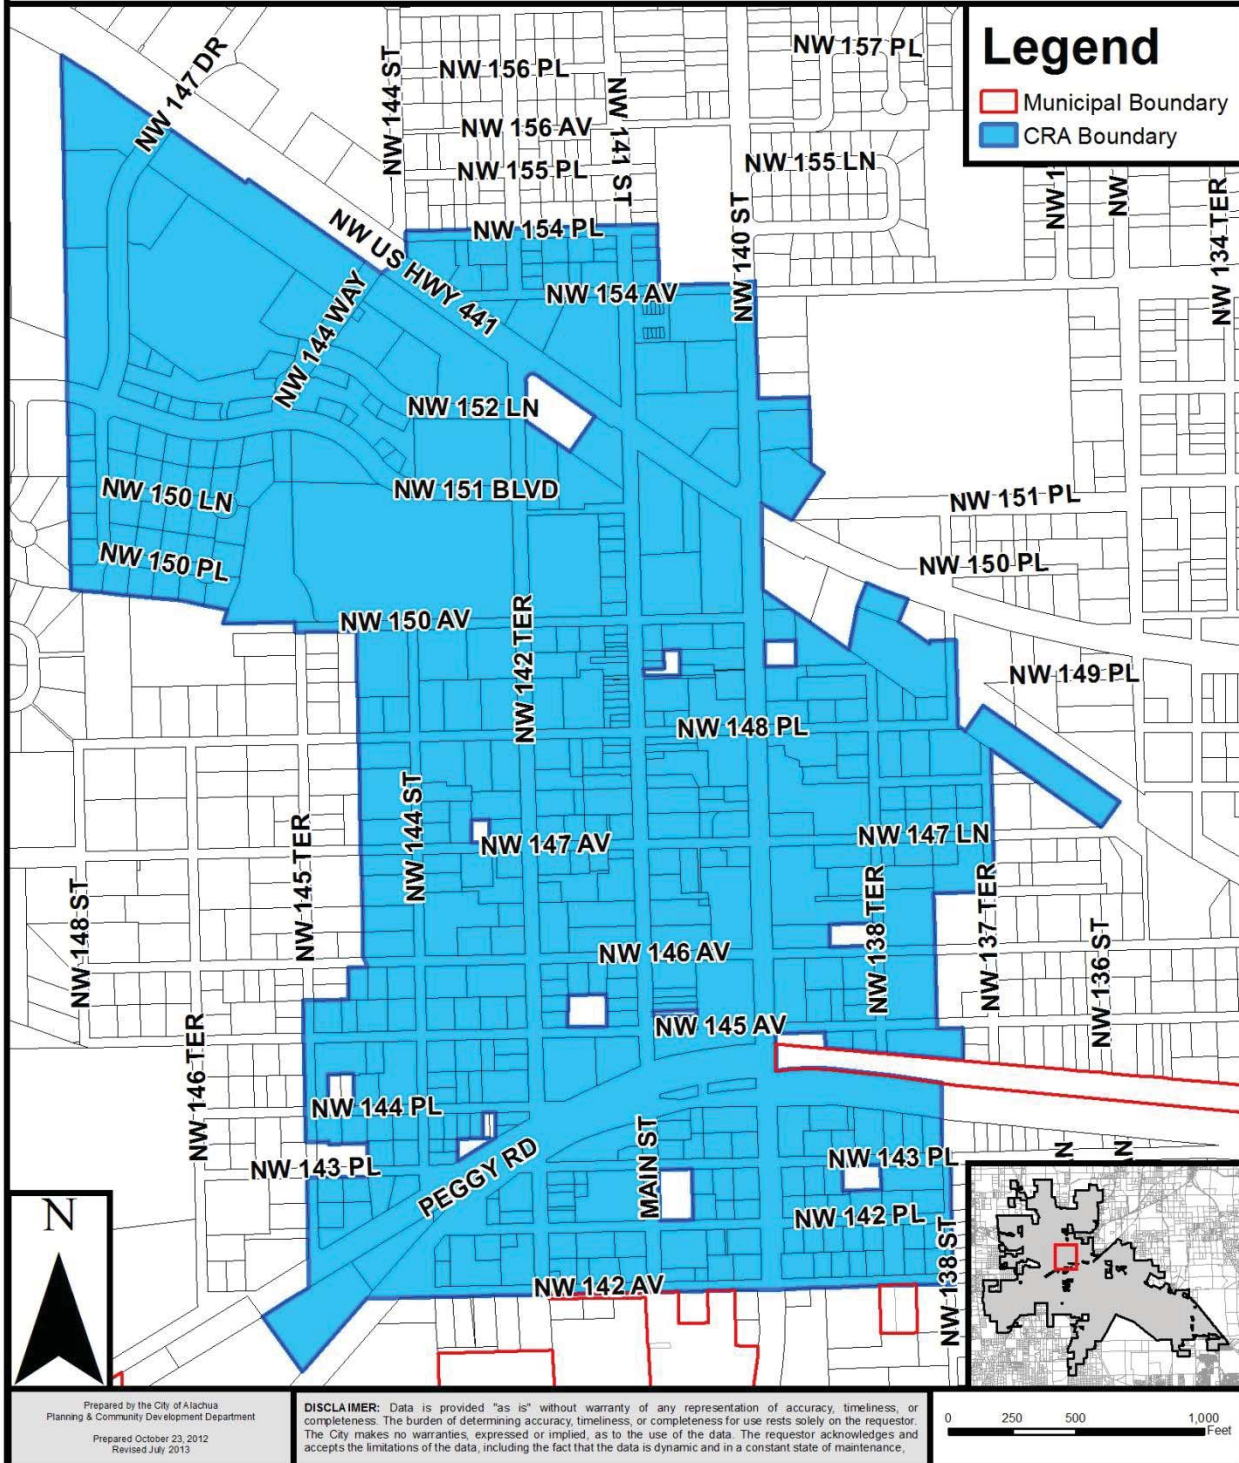 Legend
Municipal Boundary
CRA Boundary
NW 147 DR
NW 144 ST
NW 156 PL
NW 157 PL
NW 141 ST
NW 156 AV
NW 155 PL
NW 155 LN
NW 1
NW
NW 134 TER
NW 140 ST
NW 154 PL
NW US HWY 441
NW 154 AV
NW 144 WAY
NW 152 LN
NW 151 BLVD
NW 150 LN
NW 151 PL
NW 150 PL
NW 150 PL
NW 150 AV
NW 142 TER
NW 149 PL
NW 148 PL
NW 144 ST
NW 145 TER
NW 147 AV
NW 147 LN
NW 148 ST
NW 138 TER
NW 137 TER
NW 136 ST
NW 146 AV
NW 146 TER
NW 145 AV
NW 144 PL
NW 143 PL
PEGGY RD
MAIN ST
NW 143 PL
N
N
NW 142 PL
NW 138 ST
NW 142 AV
N
Prepared by the City of Alachua
Planning & Community Development Department
Prepared October 23, 2012
Revised July 2013
DISCLAIMER: Data is provided "as is" without warranty of any representation of accuracy, timeliness, or
completeness. The burden of determining accuracy, timeliness, or completeness for use rests solely on the requestor.
The City makes no warranties, expressed or implied, as to the use of the data. The requestor acknowledges and
accepts the limitations of the data, including the fact that the data is dynamic and in a constant state of maintenance,
0 250 500 1,000
Feet